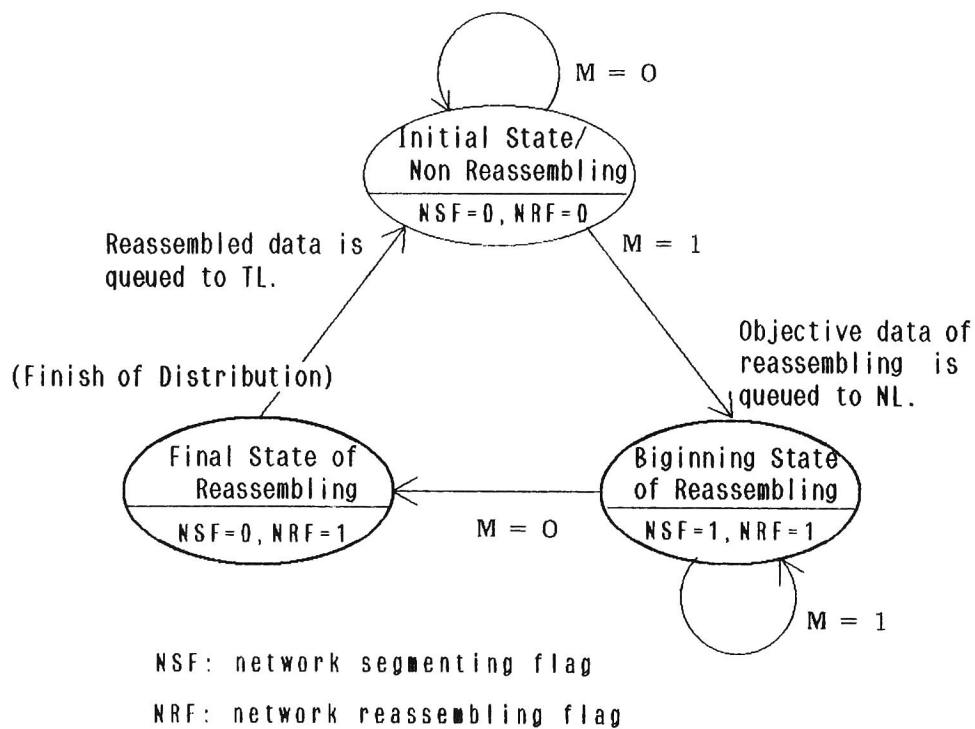 M = 0
Initial State/
Non Reassembling
NSF=0, NRF=0
Reassembled data is
queued to TL.
M = 1
Objective data of
reassembling is
queued to NL.
(Finish of Distribution)
Final State of
Reassembling
NSF=0, NRF=1
M = 0
Biginning State
of Reassembling
NSF=1, NRF=1
M = 1
NSF: network segmenting flag
NRF: network reassembling flag